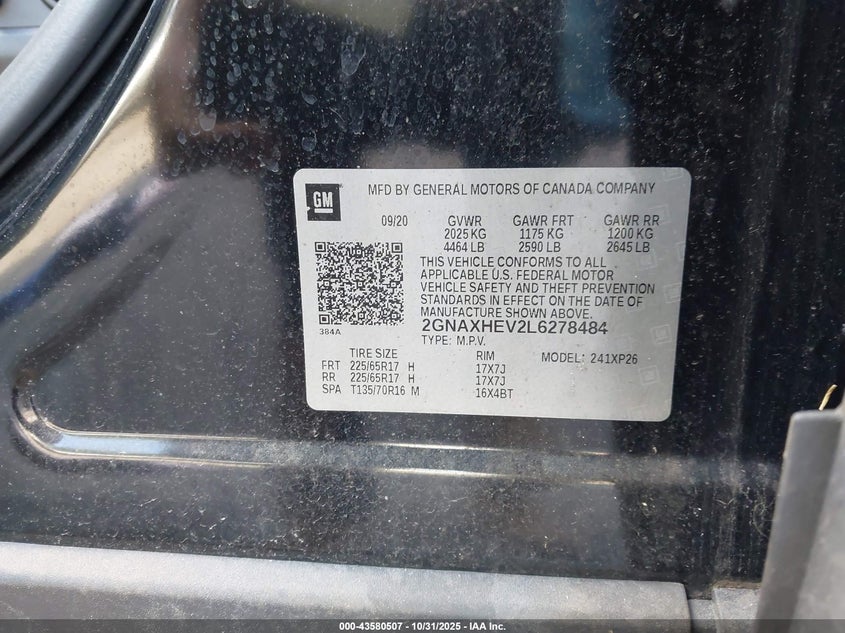 GM
MFD BY GENERAL MOTORS OF CANADA COMPANY
09/20 GVWR GAWR FRT GAWR RR
2025 KG 1175 KG 1200 KG
4464 LB 2590 LB 2645 LB
THIS VEHICLE CONFORMS TO ALL
APPLICABLE U.S. FEDERAL MOTOR
VEHICLE SAFETY AND THEFT PREVENTION
STANDARDS IN EFFECT ON THE DATE OF
MANUFACTURE SHOWN ABOVE.
384A 2GNAXHEV2L6278484
TYPE: M.P.V.
TIRE SIZE RIM MODEL: 241XP26
FRT 225/65R17 H 17X7J
RR 225/65R17 H 17X7J
SPA T135/70R16 M 16X4BT
000-43580507 - 10/31/2025 - IAA, Inc.